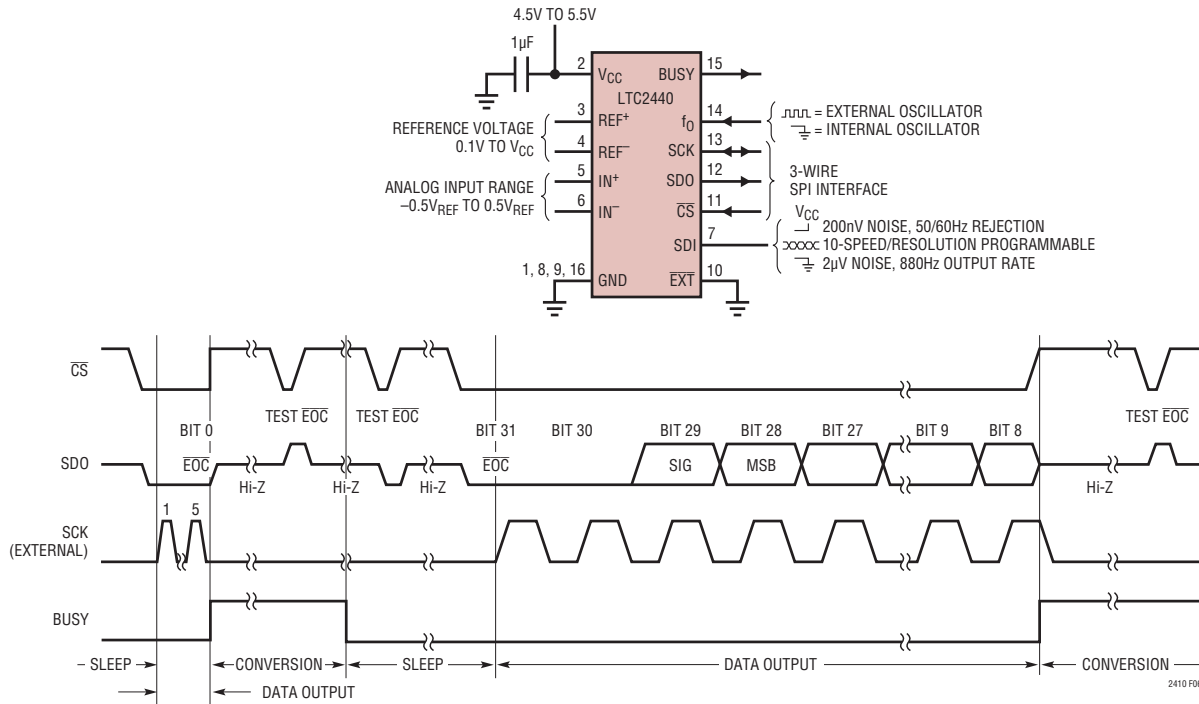 4.5V TO 5.5V
1µF
2
VCC
BUSY
15
LTC2440
REFERENCE VOLTAGE
0.1V TO VCC
3
REF+
4
REF–
fO
14
= EXTERNAL OSCILLATOR
= INTERNAL OSCILLATOR
SCK
13
SDO
12
3-WIRE
SPI INTERFACE
ANALOG INPUT RANGE
–0.5VREF TO 0.5VREF
5
IN+
6
IN–
CS
11
SDI
7
VCC
200nV NOISE, 50/60Hz REJECTION
10-SPEED/RESOLUTION PROGRAMMABLE
2µV NOISE, 880Hz OUTPUT RATE
1, 8, 9, 16
GND
EXT
10
CS
TEST EOC
TEST EOC
TEST EOC
BIT 0
BIT 31
BIT 30
BIT 29
BIT 28
BIT 27
BIT 9
BIT 8
SDO
EOC
EOC
SIG
MSB
Hi-Z
Hi-Z
Hi-Z
Hi-Z
1
5
SCK
(EXTERNAL)
BUSY
SLEEP
CONVERSION
SLEEP
DATA OUTPUT
CONVERSION
DATA OUTPUT